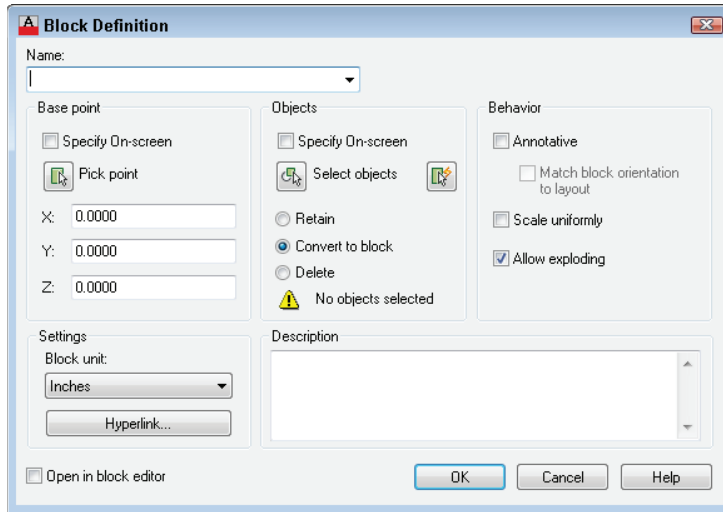 A Block Definition
Name:
Base point
Specify On-screen
Pick point
X: 0.0000
Y: 0.0000
Z: 0.0000
Objects
Specify On-screen
Select objects
Retain
Convert to block
Delete
No objects selected
Behavior
Annotative
Match block orientation
to layout
Scale uniformly
Allow exploding
Settings
Block unit:
Inches
Hyperlink...
Description
Open in block editor
OK Cancel Help